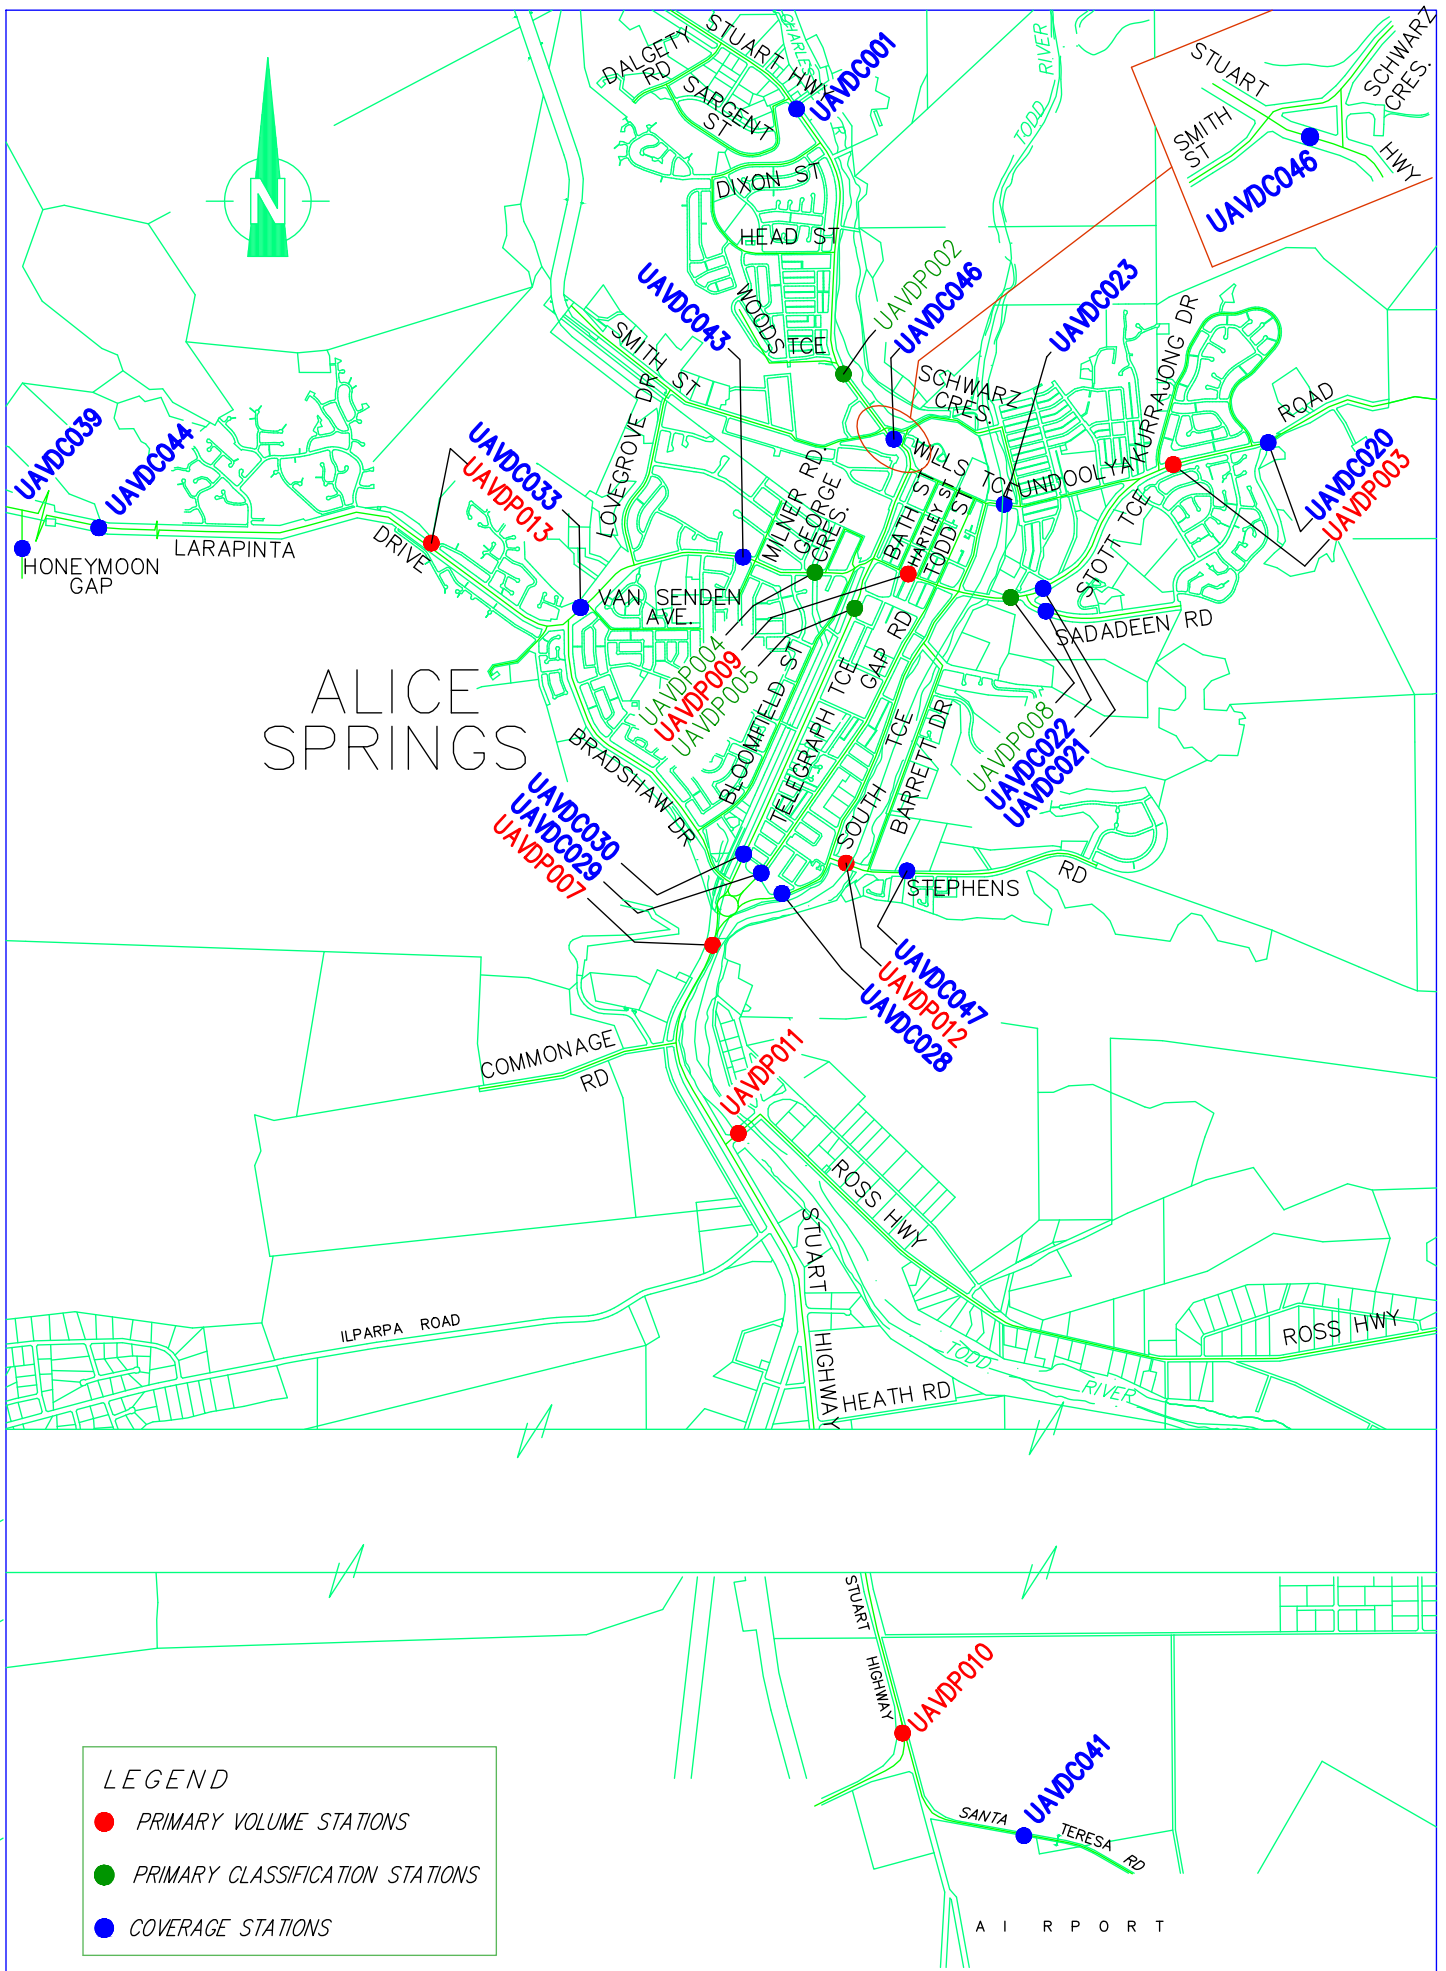 STUART HWY
DALGETY
RD
SARGENT
ST
CHARLES
R
UAVDC001
TODD RIVER
STUART
SCHWARZ
CRES.
SMITH
ST
HWY
UAVDC046
N
DIXON ST
HEAD ST
WOODS TCE
UAVDP002
UAVDC046
UAVDC043
UAVDC023
SMITH ST
LOVEGROVE DR
SCHWARZ
CRES.
KURRAJONG DR
ROAD
UAVDC039
UAVDC044
UAVDC033
UAVDP013
MILNER RD.
GEORGE
CRES.
WILLS TCE
UNDOOLYA
BATH ST
HARTLEY ST
TODD ST
STOTT TCE
UAVDC020
UAVDP003
HONEYMOON
GAP
LARAPINTA
DRIVE
VAN SENDEN
AVE.
SADADEEN RD
ALICE
SPRINGS
UAVDP004
UAVDP009
UAVDP005
BLOOMFIELD ST
TELEGRAPH TCE
GAP RD
SOUTH TCE
BARRETT DR
UAVDP008
UAVDC022
UAVDC021
BRADSHAW DR
UAVDC030
UAVDC029
UAVDP007
STEPHENS
RD
UAVDC047
UAVDP012
UAVDC028
COMMONAGE
RD
UAVDP011
ROSS HWY
STUART
HIGHWAY
ILPARPA ROAD
TODD
RIVER
ROSS HWY
HEATH RD
STUART
HIGHWAY
UAVDP010
UAVDC041
SANTA
TERESA
RD
AIRPORT
LEGEND
PRIMARY VOLUME STATIONS
PRIMARY CLASSIFICATION STATIONS
COVERAGE STATIONS